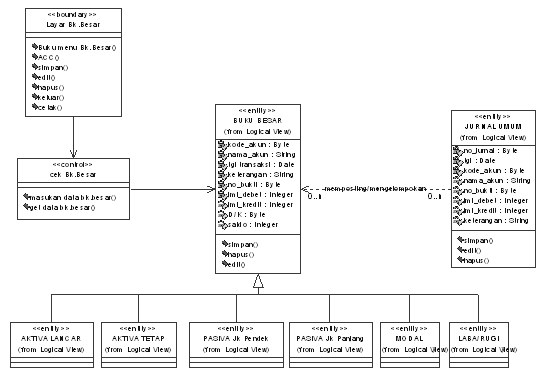 <<boundary>>
Layar Bk.Besar
Buku menu Bk.Besar()
ACC()
simpan()
edit()
hapus()
keluar()
cetak()
<<control>>
cek Bk.Besar
masukan data bk.besar()
get data bk.besar()
<<entity>>
BUKU BESAR
(from Logical View)
kode_akun : Byte
nama_akun : String
tgl transaksi : Date
keterangan : String
no_bukti : Byte
jml_debet : Integer
jml_kredit : Integer
D/K : Byte
saldo : Integer
simpan()
hapus()
edit()
memposting/mengelompokan
0..n
0..n
<<entity>>
JURNAL UMUM
(from Logical View)
no_jurnal : Byte
tgl : Date
kode_akun : Byte
nama_akun : String
no_bukti : Byte
jml_debet : Integer
jml_kredit : Integer
keterangan : String
simpan()
edit()
hapus()
<<entity>>
AKTIVA LANCAR
(from Logical View)
<<entity>>
AKTIVA TETAP
(from Logical View)
<<entity>>
PASIVA Jk Pendek
(from Logical View)
<<entity>>
PASIVA Jk Panjang
(from Logical View)
<<entity>>
MODAL
(from Logical View)
<<entity>>
LABA/RUGI
(from Logical View)